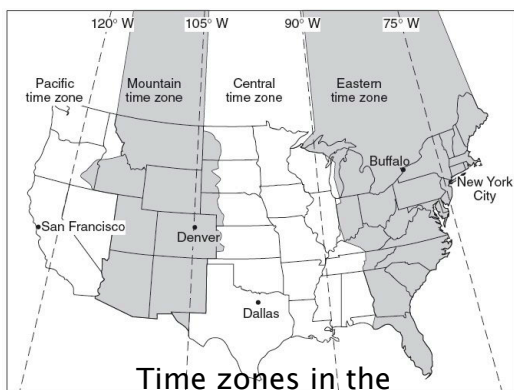 120° W 105° W 90° W 75° W
Pacific time zone
Mountain time zone
Central time zone
Eastern time zone
Buffalo
New York City
San Francisco
Denver
Dallas
Time zones in the